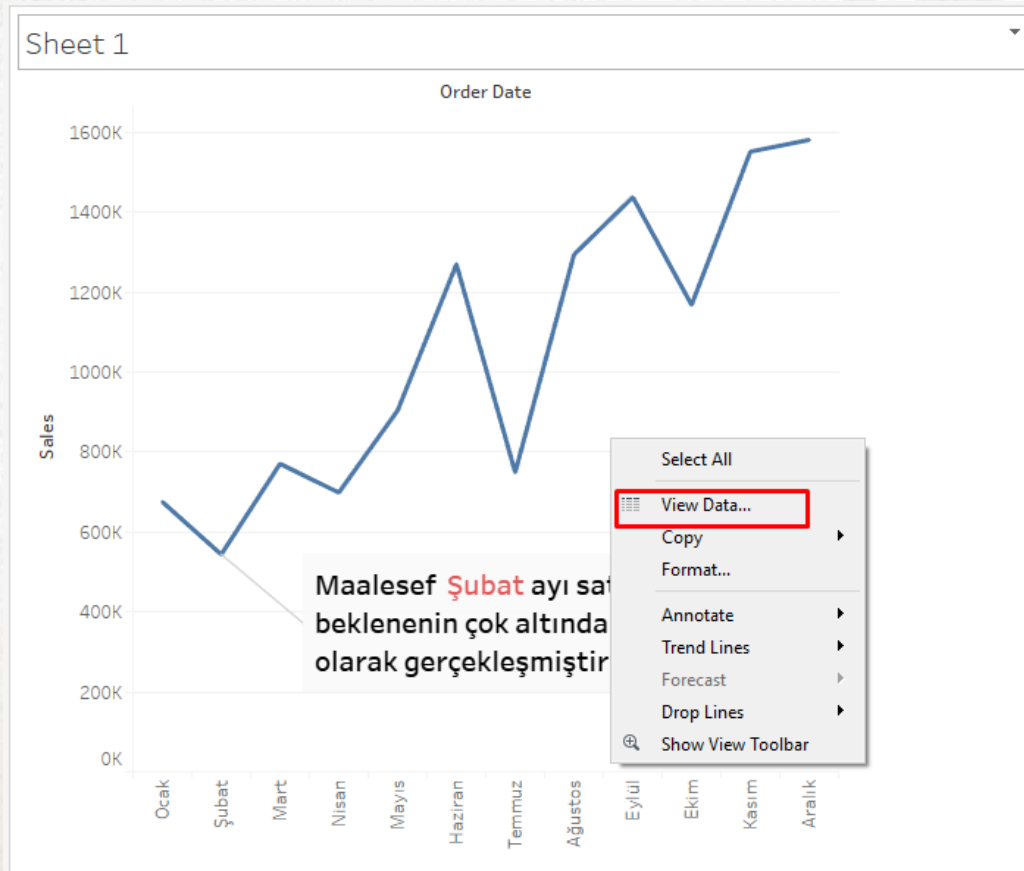 Sheet 1
Order Date
1600K
1400K
1200K
1000K
800K
600K
400K
200K
0K
Sales
Maalesef Şubat ayı
beklenenin çok altında
olarak gerçekleşmiştir
Select All
View Data...
Copy
Format...
Annotate
Trend Lines
Forecast
Drop Lines
Show View Toolbar
Ocak
Şubat
Mart
Nisan
Mayıs
Haziran
Temmuz
Ağustos
Eylül
Ekim
Kasım
Aralık